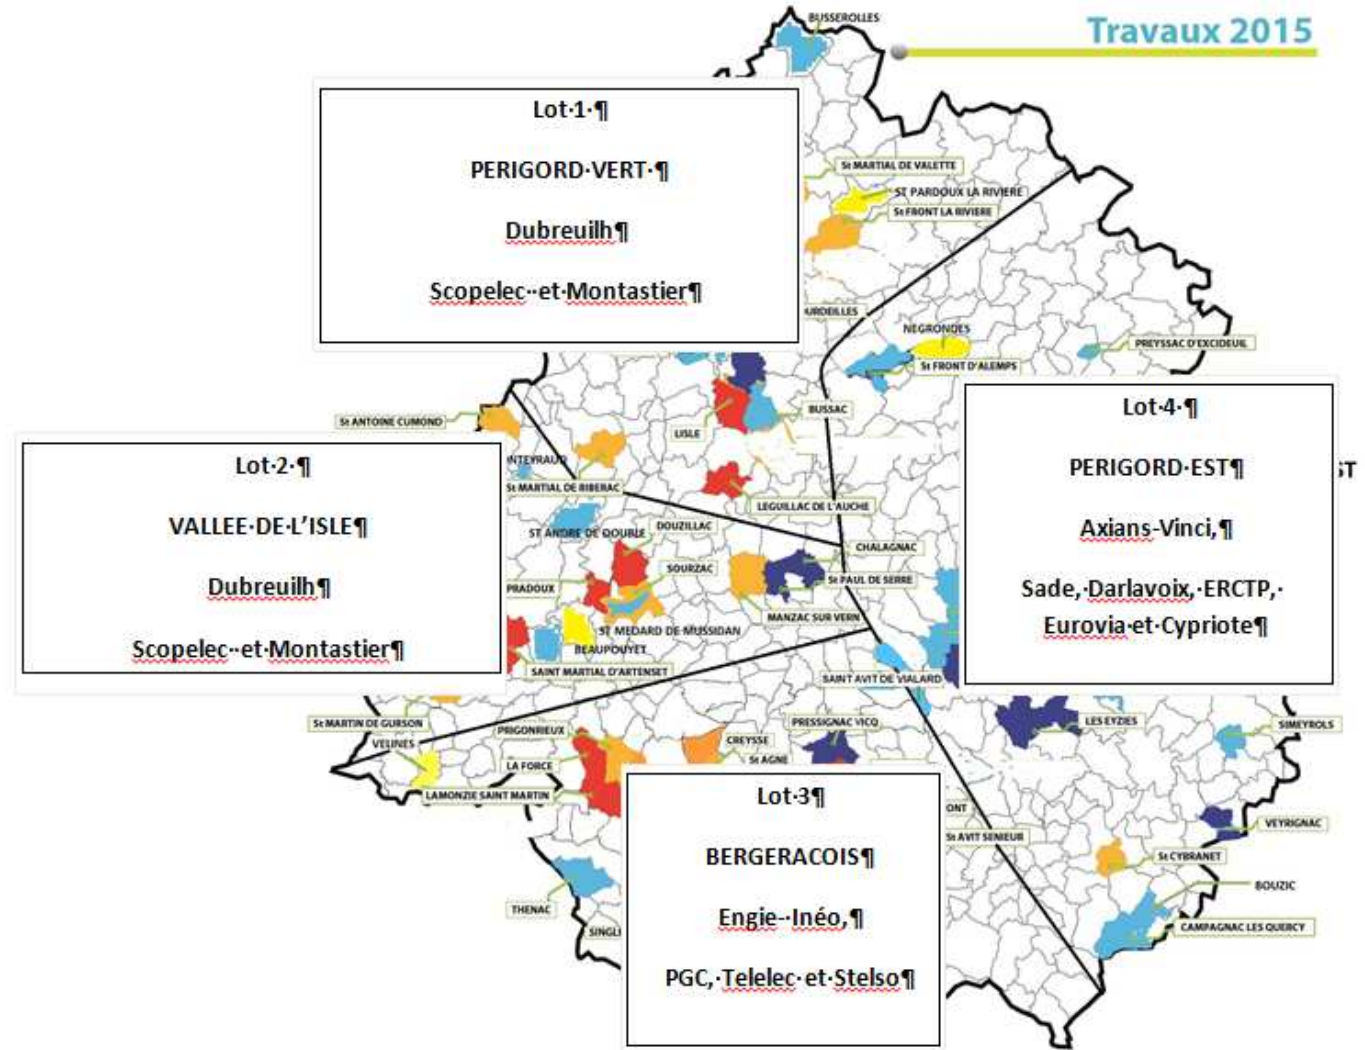 BUSSEROLLES
Travaux 2015
Lot·1·¶
PERIGORD·VERT·¶
Dubreuilh¶
Scopelec··et·Montastier¶
St MARTIAL DE VALETTE
ST PARDOUX LA RIVIERE
St FRONT LA RIVIERE
URDEILLES
NEGRONDES
PREYSSAC D'EXCIDEUIL
St FRONT D'ALEMPS
BUSSAC
LISLE
St ANTOINE CUMOND
NTEYRAUD
St MARTIAL DE RIBERAC
LEGUILLAC DE L'AUCHE
Lot·2·¶
VALLEE·DE·L'ISLE¶
Dubreuilh¶
Scopelec··et·Montastier¶
Lot·4·¶
PERIGORD·EST¶
Axians-Vinci,¶
Sade,·Darlavoix,·ERCTP,·
Eurovia·et·Cypriote¶
ST
ST ANDRE DE DOUBLE
DOUZILLAC
CHALAGNAC
SOURZAC
St PAUL DE SERRE
PRADOUX
MANZAC SUR VERN
ST MEDARD DE MUSSIDAN
BEAUPOUYET
SAINT MARTIAL D'ARTENSET
SAINT AVIT DE VIALARD
St MARTIN DE GURSON
PRIGONRIEUX
PRESSIGNAC VICQ
LES EYZIES
SIMEYROLS
VELINES
CREYSSE
St AGNE
LA FORCE
LAMONZIE SAINT MARTIN
Lot·3¶
BERGERACOIS¶
Engie-·Inéo,¶
PGC,·Telelec·et·Stelso¶
ONT
St AVIT SENIEUR
VEYRIGNAC
St CYBRANET
BOUZIC
THENAC
CAMPAGNAC LES QUERCY
SINGL